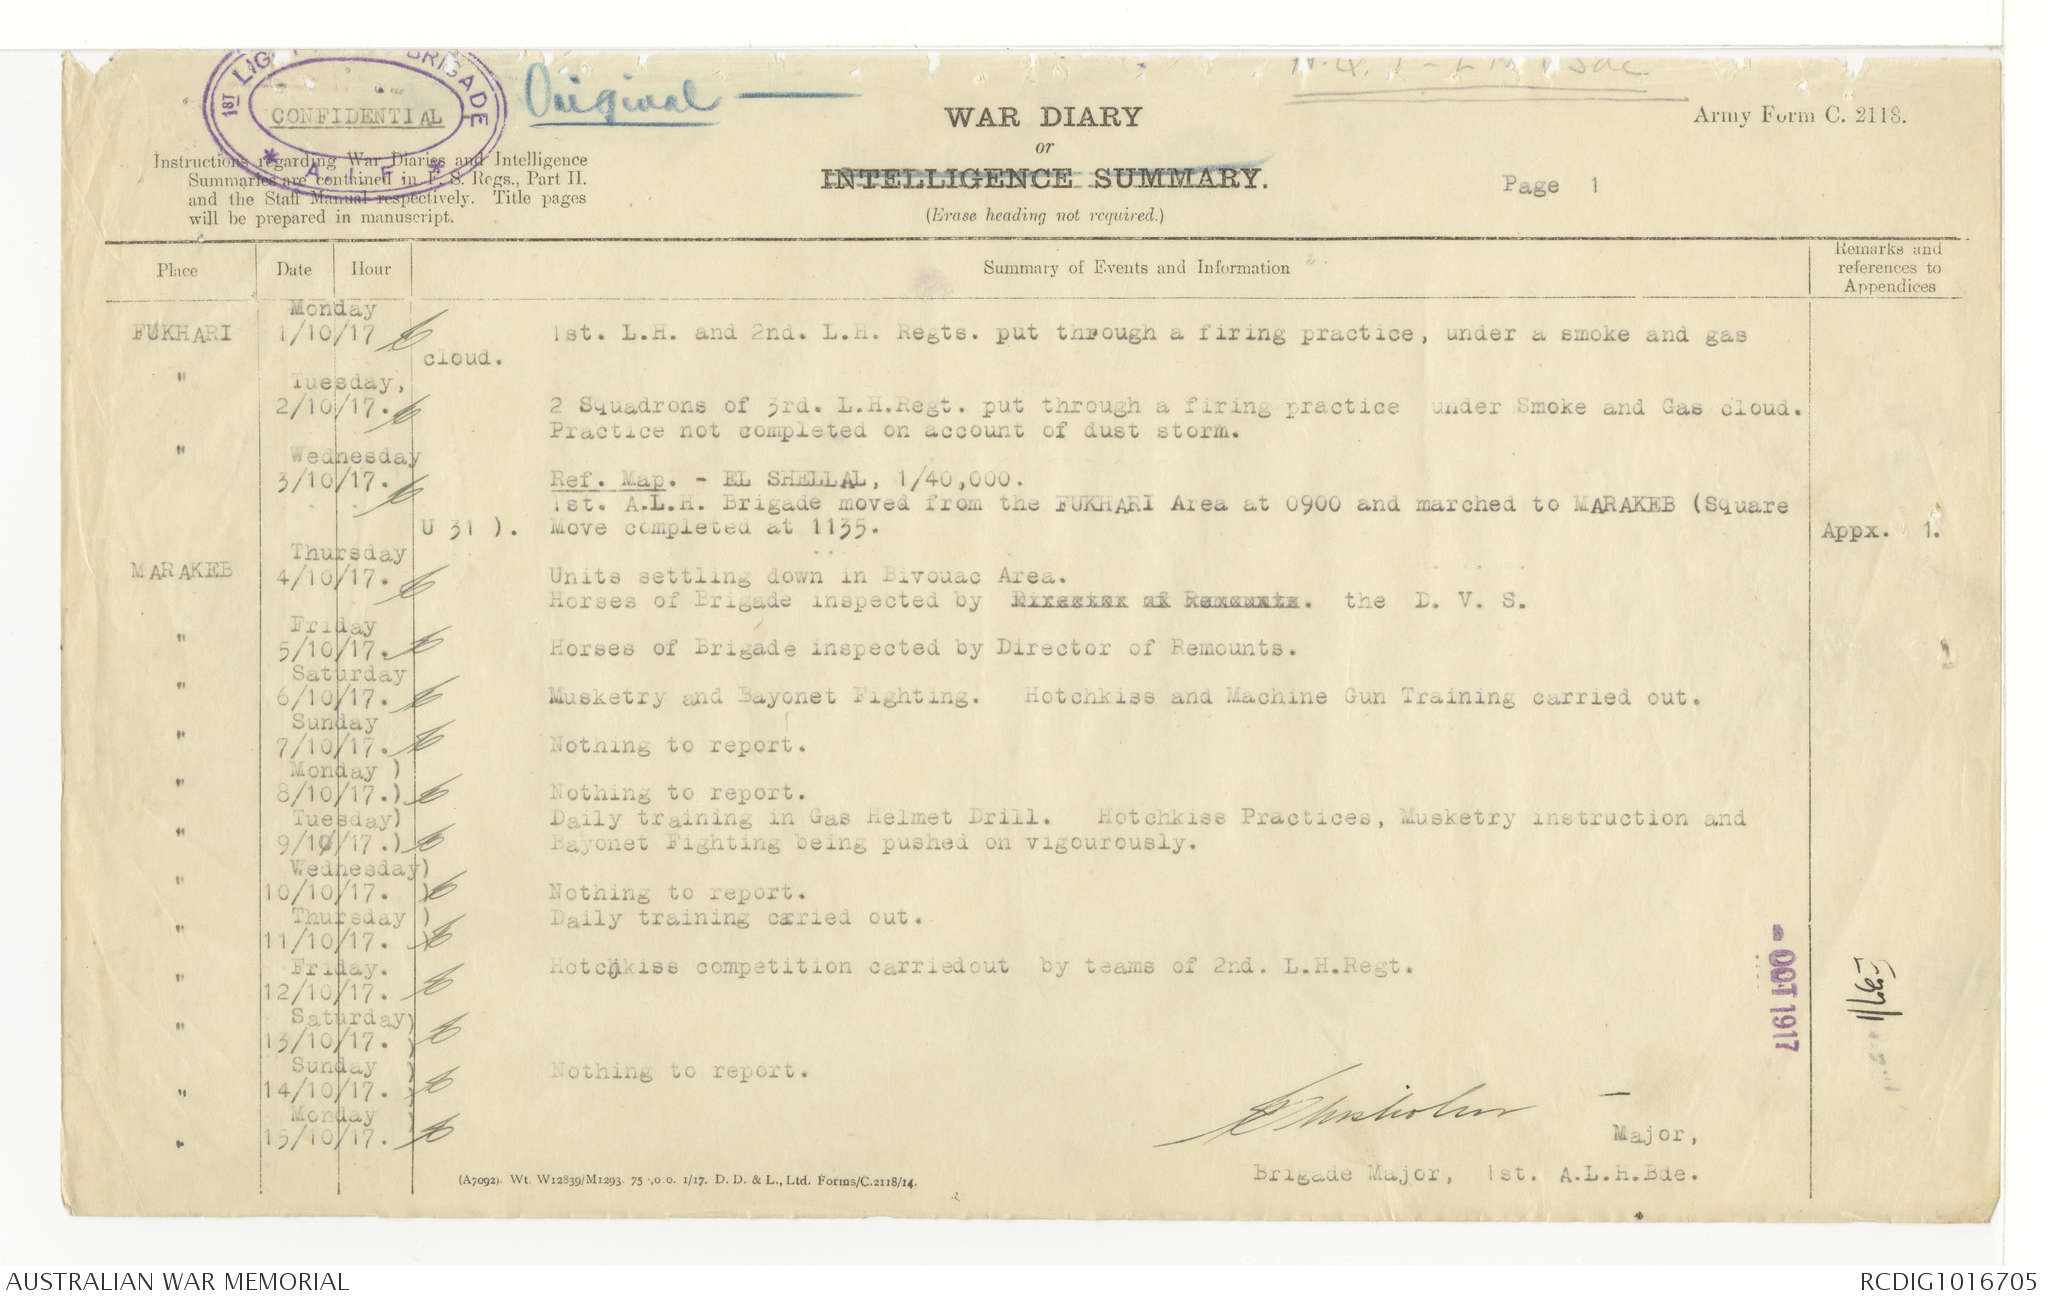 1ST LIG BRIGADE
CONFIDENTIAL
* A. I. F. *
Original
WAR DIARY
or
INTELLIGENCE SUMMARY.
(Erase heading not required.)
Army Form C. 2118.
Page 1
Instructions regarding War Diaries and Intelligence
Summaries are contained in F. S. Regs., Part II.
and the Staff Manual respectively. Title pages
will be prepared in manuscript.
Place Date Hour Summary of Events and Information Remarks and
references to
Appendices
Monday
FUKHARI 1/10/17 1st. L.H. and 2nd. L.H. Regts. put through a firing practice, under a smoke and gas
cloud.
" Tuesday,
2/10/17. 2 Squadrons of 3rd. L.H.Regt. put through a firing practice under Smoke and Gas cloud.
Practice not completed on account of dust storm.
" Wednesday
3/10/17. Ref. Map. - EL SHELLAL, 1/40,000.
1st. A.L.H. Brigade moved from the FUKHARI Area at 0900 and marched to MARAKEB (Square
U 31 ). Move completed at 1135. Appx. 1.
Thursday
MARAKEB 4/10/17. Units settling down in Bivouac Area.
Horses of Brigade inspected by Director of Remounts. the D. V. S.
Friday
" 5/10/17. Horses of Brigade inspected by Director of Remounts.
Saturday
" 6/10/17. Musketry and Bayonet Fighting. Hotchkiss and Machine Gun Training carried out.
Sunday
" 7/10/17. Nothing to report.
Monday )
" 8/10/17.) Nothing to report.
Tuesday) Daily training in Gas Helmet Drill. Hotchkiss Practices, Musketry instruction and
" 9/10/17.) Bayonet Fighting being pushed on vigourously.
Wednesday)
" 10/10/17. ) Nothing to report.
Thursday ) Daily training carried out.
" 11/10/17. )
" Friday. Hotchkiss competition carriedout by teams of 2nd. L.H.Regt.
12/10/17.
" Saturday)
13/10/17. )
Sunday ) Nothing to report.
" 14/10/17. )
Monday )
" 15/10/17. )
OCT 1917
Major,
Brigade Major, 1st. A.L.H.Bde.
(A7092). Wt. W12839/M1293. 75 ,0.0. 1/17. D. D. & L., Ltd. Forms/C.2118/14.
AUSTRALIAN WAR MEMORIAL RCDIG1016705